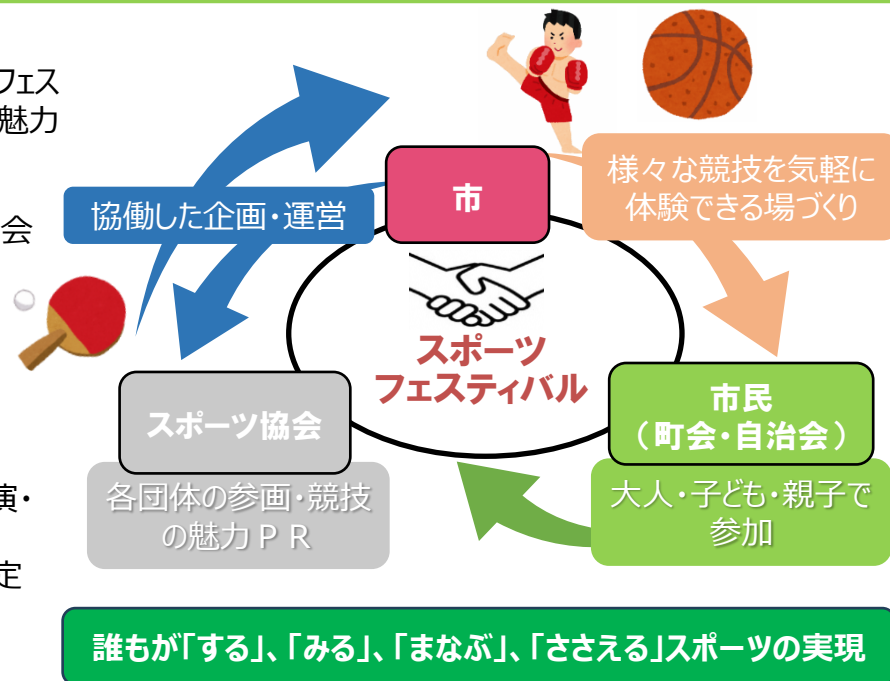 フェス
魅力
会
演・
定
市
協働した企画・運営
様々な競技を気軽に
体験できる場づくり
スポーツ
フェスティバル
スポーツ協会
各団体の参画・競技
の魅力ＰＲ
市民
（町会・自治会）
大人・子ども・親子で
参加
誰もが「する」、「みる」、「まなぶ」、「ささえる」スポーツの実現